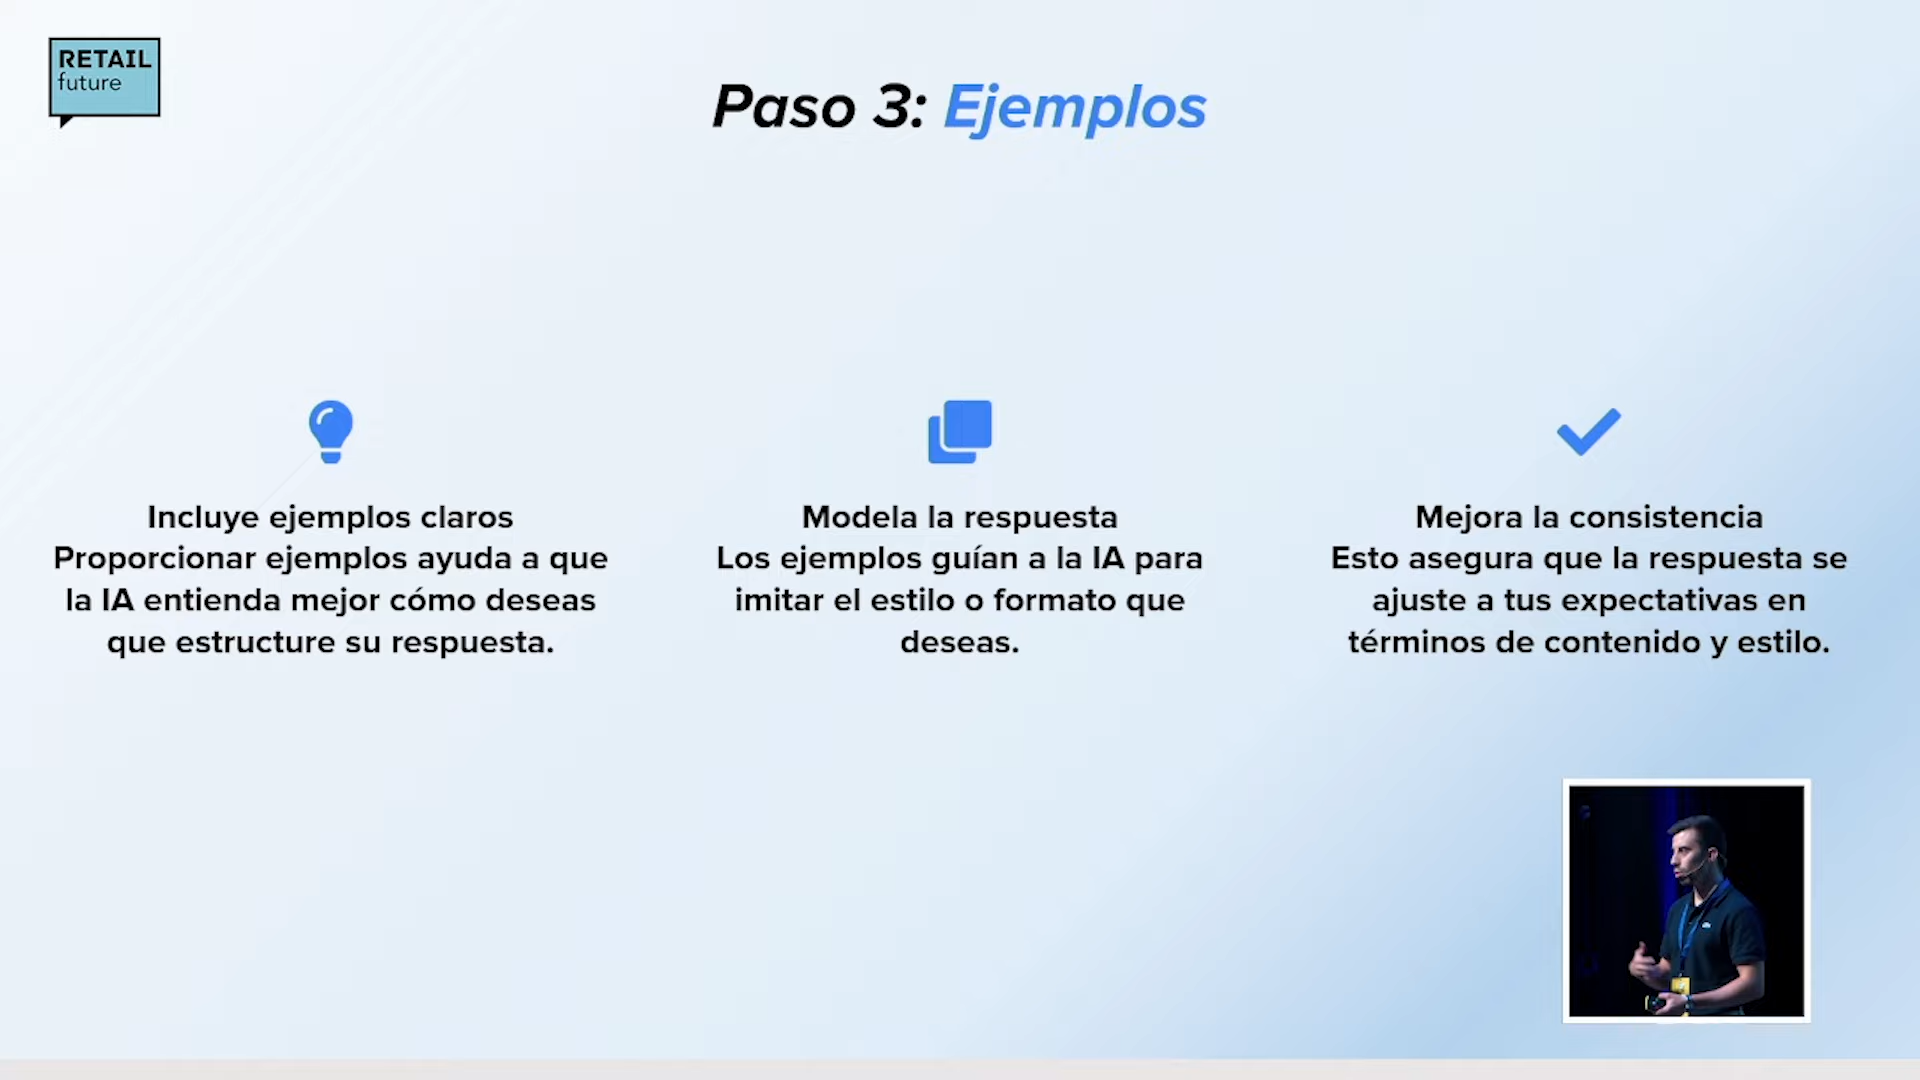 RETAIL
future
Paso 3: Ejemplos
Incluye ejemplos claros
Proporcionar ejemplos ayuda a que
la IA entienda mejor cómo deseas
que estructure su respuesta.
Modela la respuesta
Los ejemplos guían a la IA para
imitar el estilo o formato que
deseas.
Mejora la consistencia
Esto asegura que la respuesta se
ajuste a tus expectativas en
términos de contenido y estilo.